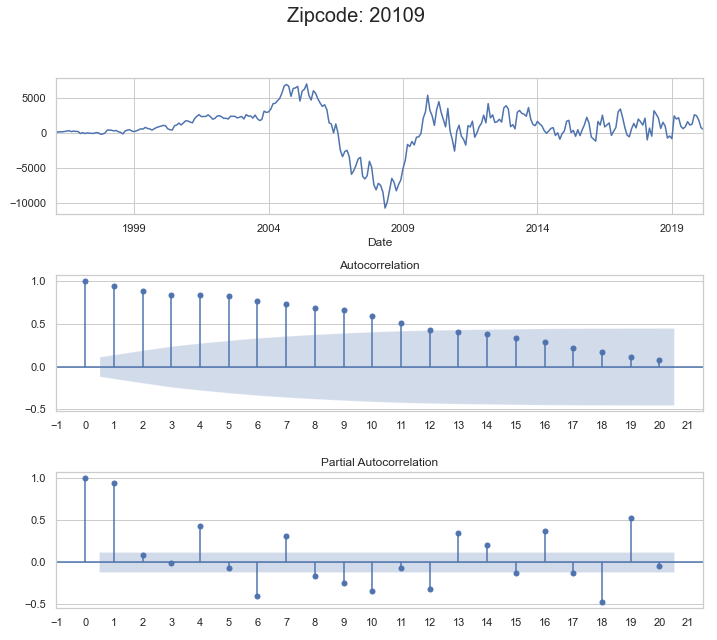 Zipcode: 20109
5000
0
−5000
−10000
1999 2004 2009 2014 2019
Date
Autocorrelation
1.0
0.5
0.0
−0.5
−1 0 1 2 3 4 5 6 7 8 9 10 11 12 13 14 15 16 17 18 19 20 21
Partial Autocorrelation
1.0
0.5
0.0
−0.5
−1 0 1 2 3 4 5 6 7 8 9 10 11 12 13 14 15 16 17 18 19 20 21